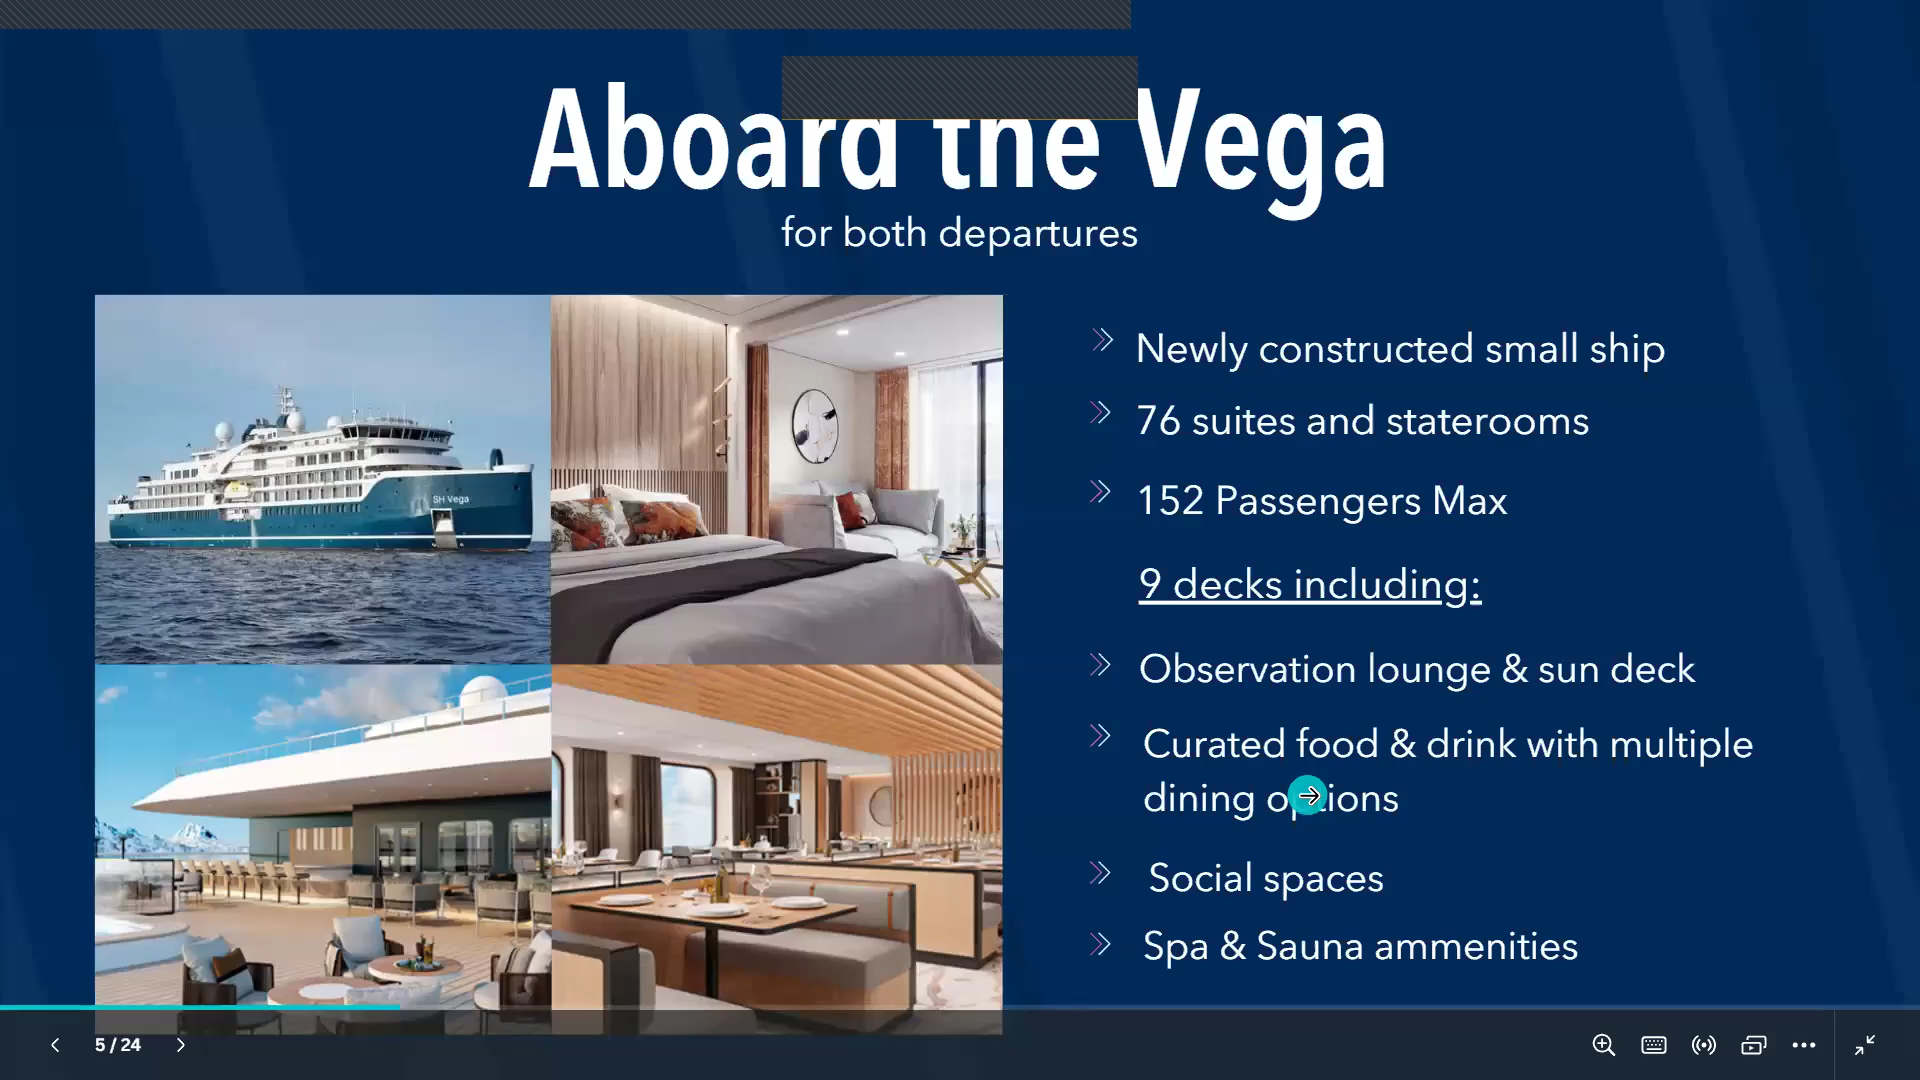 Aboard the Vega
for both departures
SH Vega
Newly constructed small ship
76 suites and staterooms
152 Passengers Max
9 decks including:
Observation lounge & sun deck
Curated food & drink with multiple
dining options
Social spaces
Spa & Sauna ammenities
5 / 24